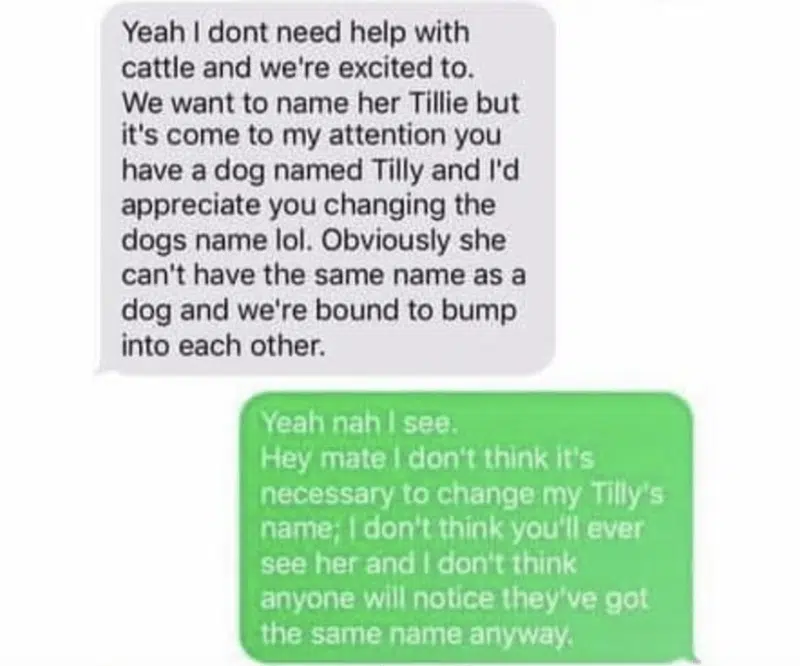 Yeah I dont need help with
cattle and we're excited to.
We want to name her Tillie but
it's come to my attention you
have a dog named Tilly and I'd
appreciate you changing the
dogs name lol. Obviously she
can't have the same name as a
dog and we're bound to bump
into each other.
Yeah nah I see.
Hey mate I don't think it's
necessary to change my Tilly's
name; I don't think you'll ever
see her and I don't think
anyone will notice they've got
the same name anyway.